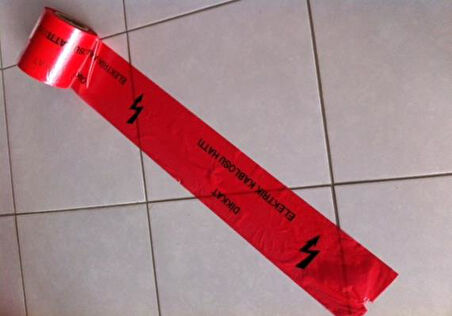 DİKKAT
ELEKTRİK KABLOSU HATTI